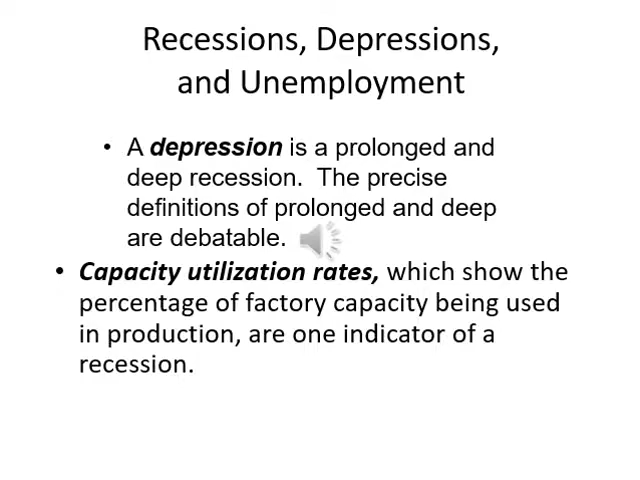 Recessions, Depressions,
and Unemployment
• A depression is a prolonged and
deep recession.  The precise
definitions of prolonged and deep
are debatable.
• Capacity utilization rates, which show the
percentage of factory capacity being used
in production, are one indicator of a
recession.